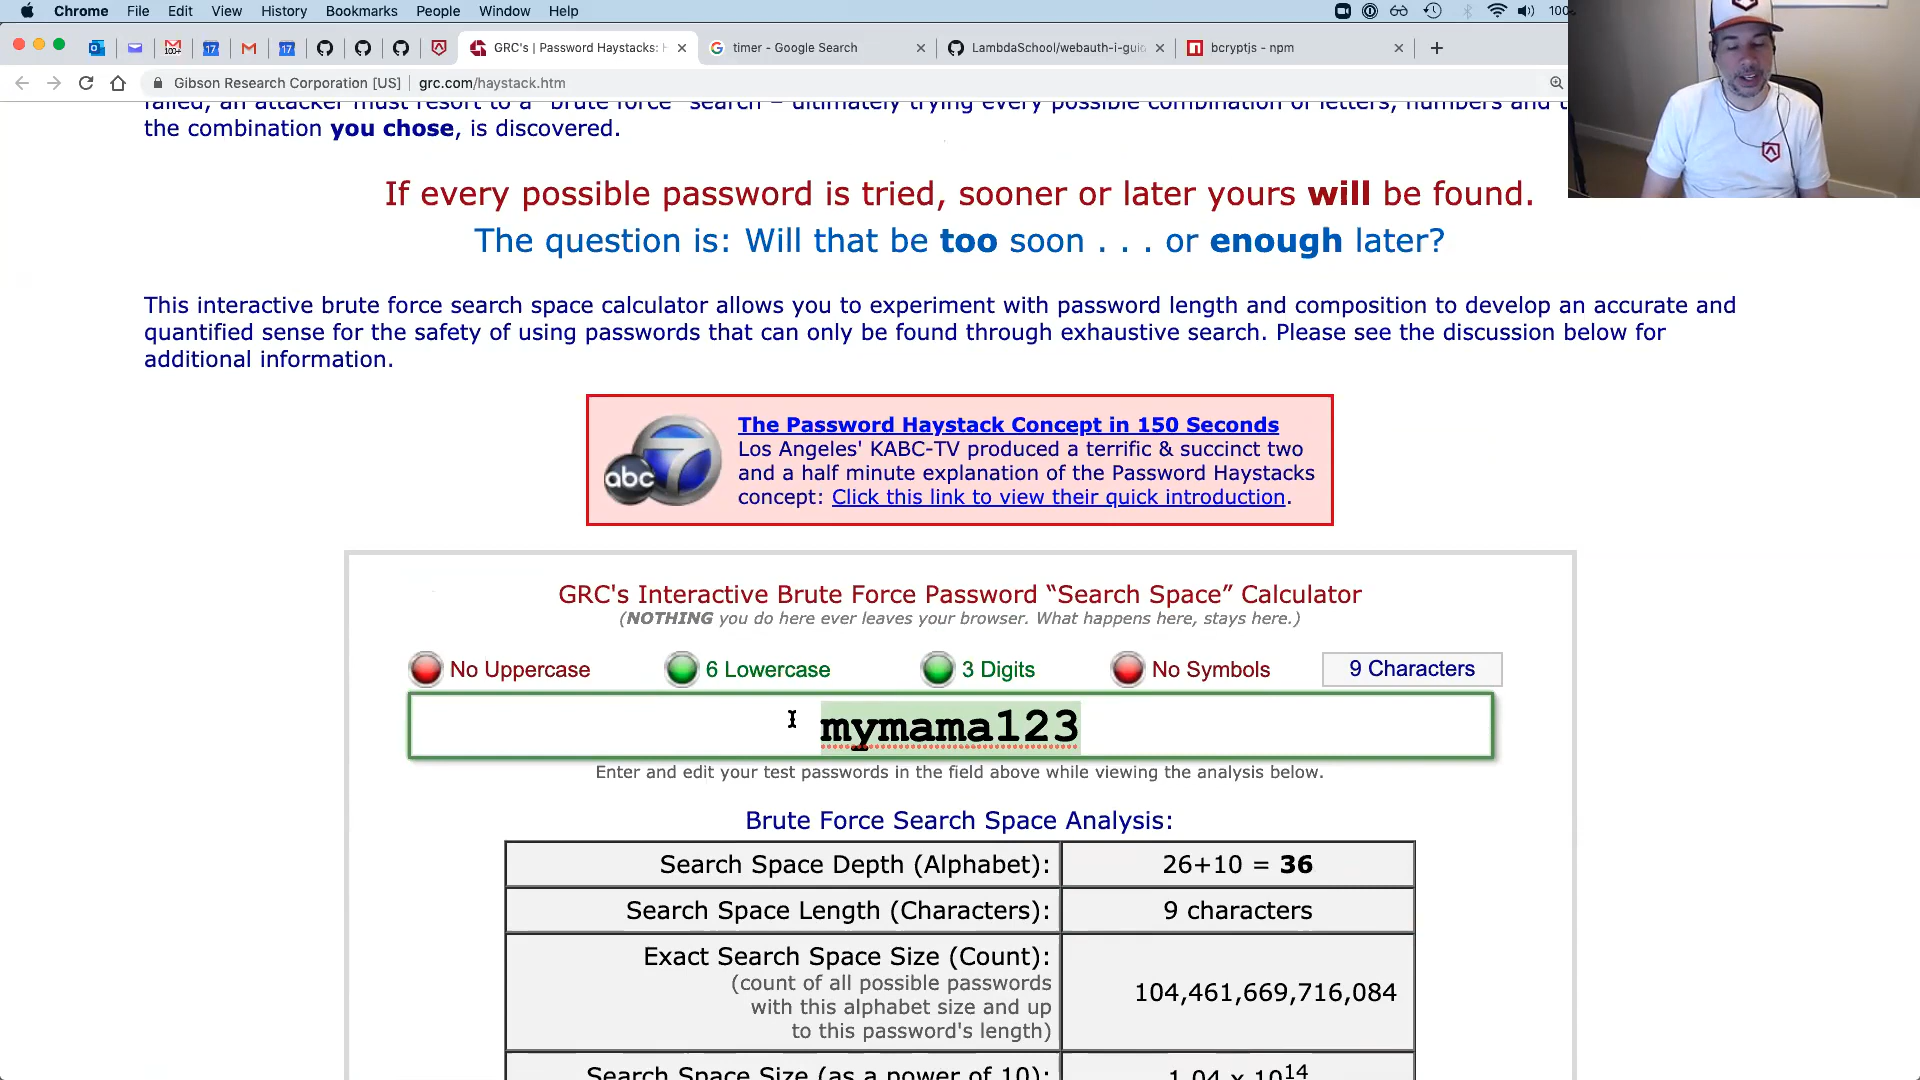 Chrome File Edit View History Bookmarks People Window Help
GRC's | Password Haystacks:
timer - Google Search
LambdaSchool/webauth-i-gui
bcryptjs - npm
Gibson Research Corporation [US] | grc.com/haystack.htm
failed, an attacker must resort to a "brute force" search – ultimately trying every possible combination of letters, numbers and
the combination you chose, is discovered.
If every possible password is tried, sooner or later yours will be found.
The question is: Will that be too soon . . . or enough later?
This interactive brute force search space calculator allows you to experiment with password length and composition to develop an accurate and
quantified sense for the safety of using passwords that can only be found through exhaustive search. Please see the discussion below for
additional information.
abc 7
The Password Haystack Concept in 150 Seconds
Los Angeles' KABC-TV produced a terrific & succinct two
and a half minute explanation of the Password Haystacks
concept: Click this link to view their quick introduction.
GRC's Interactive Brute Force Password “Search Space” Calculator
(NOTHING you do here ever leaves your browser. What happens here, stays here.)
No Uppercase 6 Lowercase 3 Digits No Symbols 9 Characters
mymama123
Enter and edit your test passwords in the field above while viewing the analysis below.
Brute Force Search Space Analysis:
Search Space Depth (Alphabet): 26+10 = 36
Search Space Length (Characters): 9 characters
Exact Search Space Size (Count):
(count of all possible passwords
with this alphabet size and up
to this password's length)
104,461,669,716,084
Search Space Size (as a power of 10): 1.04 x 10^14